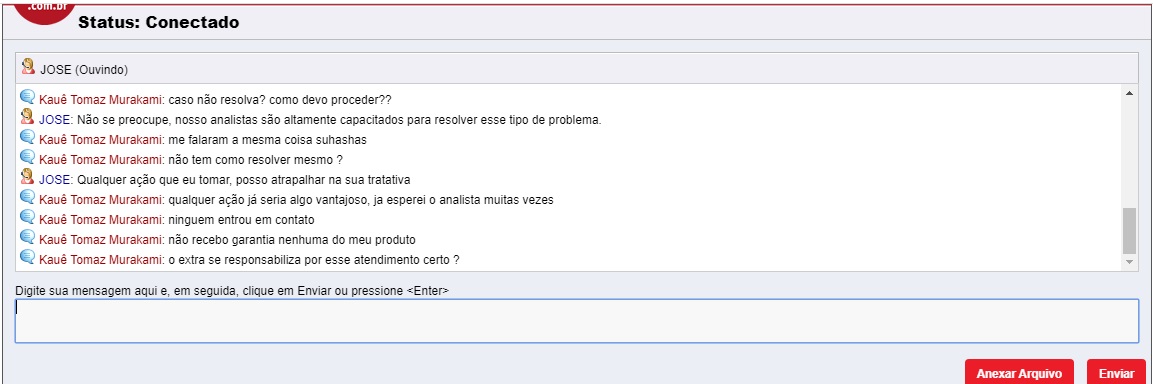 .com.br
Status: Conectado
JOSE (Ouvindo)
Kauê Tomaz Murakami: caso não resolva? como devo proceder??
JOSE: Não se preocupe, nosso analistas são altamente capacitados para resolver esse tipo de problema.
Kauê Tomaz Murakami: me falaram a mesma coisa suhashas
Kauê Tomaz Murakami: não tem como resolver mesmo ?
JOSE: Qualquer ação que eu tomar, posso atrapalhar na sua tratativa
Kauê Tomaz Murakami: qualquer ação já seria algo vantajoso, ja esperei o analista muitas vezes
Kauê Tomaz Murakami: ninguem entrou em contato
Kauê Tomaz Murakami: não recebo garantia nenhuma do meu produto
Kauê Tomaz Murakami: o extra se responsabiliza por esse atendimento certo ?
Digite sua mensagem aqui e, em seguida, clique em Enviar ou pressione <Enter>
Anexar Arquivo Enviar